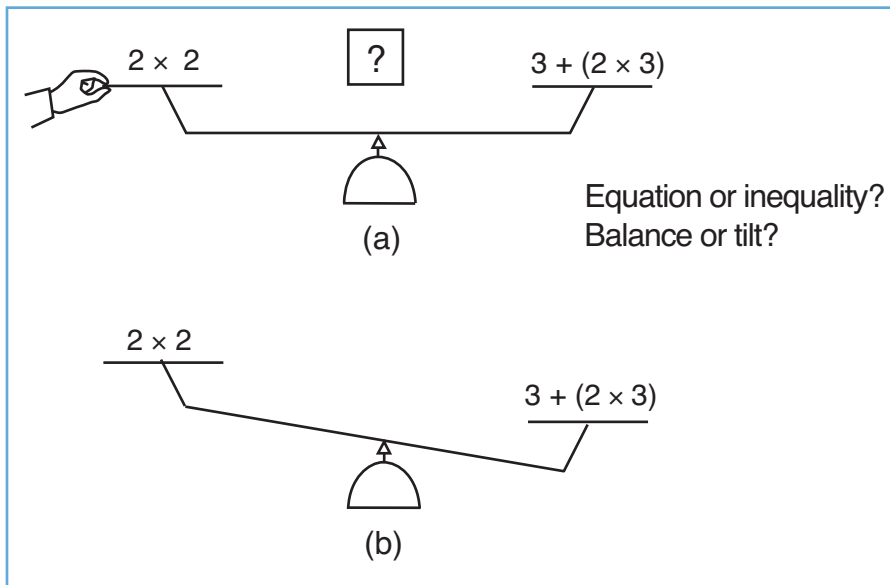 2 × 2
?
3 + (2 × 3)
(a)
Equation or inequality?
Balance or tilt?
2 × 2
3 + (2 × 3)
(b)